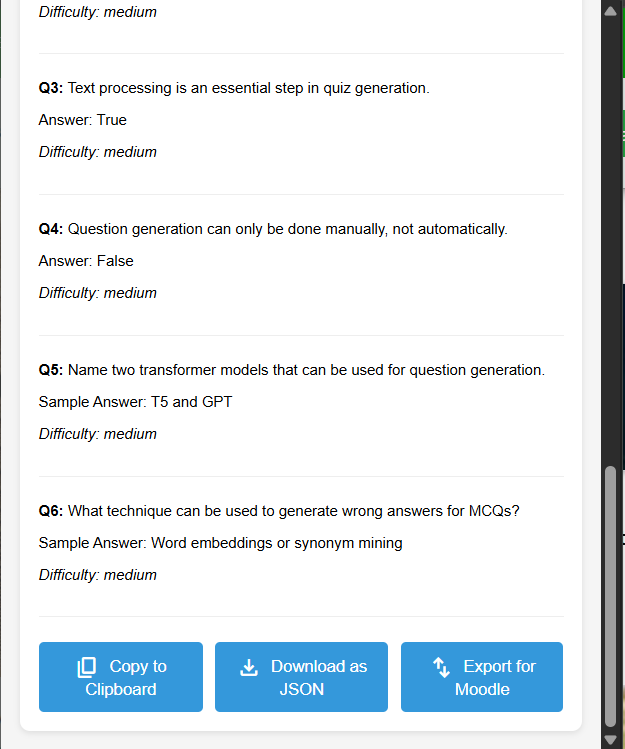 Difficulty: medium
Q3: Text processing is an essential step in quiz generation.
Answer: True
Difficulty: medium
Q4: Question generation can only be done manually, not automatically.
Answer: False
Difficulty: medium
Q5: Name two transformer models that can be used for question generation.
Sample Answer: T5 and GPT
Difficulty: medium
Q6: What technique can be used to generate wrong answers for MCQs?
Sample Answer: Word embeddings or synonym mining
Difficulty: medium
Copy to
Clipboard
Download as
JSON
Export for
Moodle